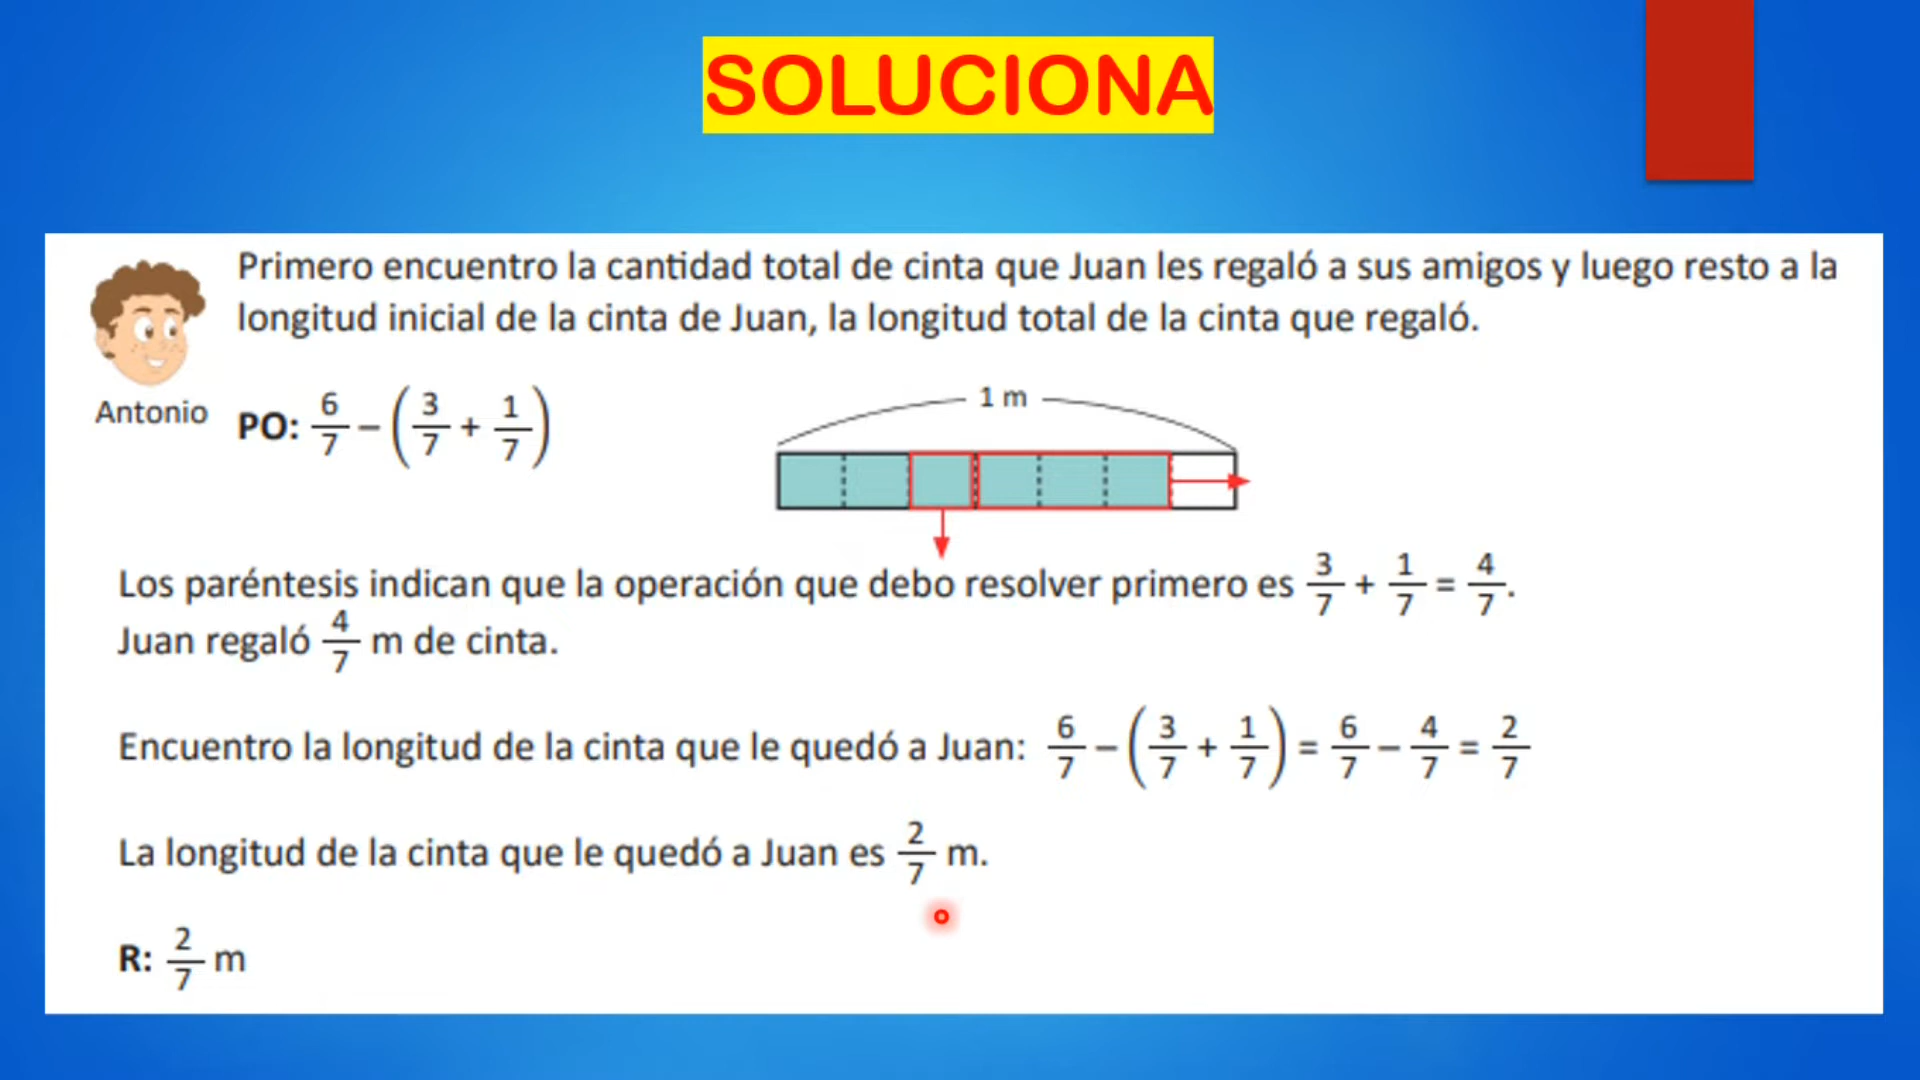 SOLUCIONA
Primero encuentro la cantidad total de cinta que Juan les regaló a sus amigos y luego resto a la
longitud inicial de la cinta de Juan, la longitud total de la cinta que regaló.
Antonio
PO: 6/7 – (3/7 + 1/7)
1 m
Los paréntesis indican que la operación que debo resolver primero es 3/7 + 1/7 = 4/7.
Juan regaló 4/7 m de cinta.
Encuentro la longitud de la cinta que le quedó a Juan: 6/7 – (3/7 + 1/7) = 6/7 – 4/7 = 2/7
La longitud de la cinta que le quedó a Juan es 2/7 m.
R: 2/7 m